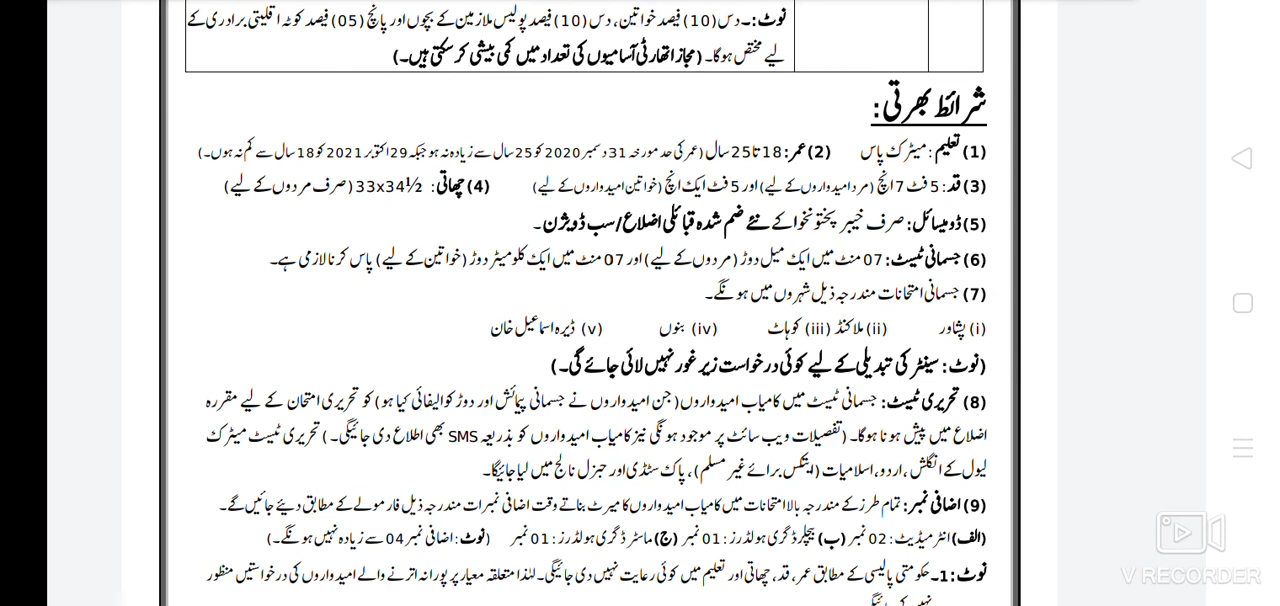 نوٹ:۔ دس (10) فیصد خواتین، دس (10) فیصد پولیس ملازمین کے بچوں اور پانچ (05) فیصد کوٹہ اقلیتی برادری کے
لیے مختص ہوگا۔ (مجاز اتھارٹی آسامیوں کی تعداد میں کمی بیشی کر سکتی ہیں۔)
شرائط بھرتی:
(1) تعلیم: میٹرک پاس (2) عمر: 18 تا 25 سال (عمر کی حد مورخہ 31 دسمبر 2020 کو 25 سال سے زیادہ نہ ہو جبکہ 29 اکتوبر 2021 کو 18 سال سے کم نہ ہوں۔)
(3) قد: 5 فٹ 7 انچ (مرد امیدواروں کے لیے) اور 5 فٹ ایک انچ (خواتین امیدواروں کے لیے) (4) چھاتی: 33x34½ (صرف مردوں کے لیے)
(5) ڈومیسائل: صرف خیبر پختونخوا کے نئے ضم شدہ قبائلی اضلاع/سب ڈویژن۔
(6) جسمانی ٹیسٹ: 07 منٹ میں ایک میل دوڑ (مردوں کے لیے) اور 07 منٹ میں ایک کلومیٹر دوڑ (خواتین کے لیے) پاس کرنا لازمی ہے۔
(7) جسمانی امتحانات مندرجہ ذیل شہروں میں ہونگے۔
(i) پشاور (ii) ملاکنڈ (iii) کوہاٹ (iv) بنوں (v) ڈیرہ اسماعیل خان
(نوٹ: سینٹر کی تبدیلی کے لیے کوئی درخواست زیر غور نہیں لائی جائے گی۔)
(8) تحریری ٹیسٹ: جسمانی ٹیسٹ میں کامیاب امیدواروں (جن امیدواروں نے جسمانی پیمائش اور دوڑ کوالیفائی کیا ہو) کو تحریری امتحان کے لیے مقررہ
اضلاع میں پیش ہونا ہوگا۔ (تفصیلات ویب سائٹ پر موجود ہونگی نیز کامیاب امیدواروں کو بذریعہ SMS بھی اطلاع دی جائیگی۔) تحریری ٹیسٹ میٹرک
لیول کے انگلش، اردو، اسلامیات (ایتکس برائے غیر مسلم)، پاک سٹڈی اور جنرل نالج میں لیا جائیگا۔
(9) اضافی نمبر: تمام طرز کے مندرجہ بالا امتحانات میں کامیاب امیدواروں کا میرٹ بناتے وقت اضافی نمبرات مندرجہ ذیل فارمولے کے مطابق دیئے جائیں گے۔
(الف) انٹرمیڈیٹ: 02 نمبر (ب) بیچلر ڈگری ہولڈرز: 01 نمبر (ج) ماسٹر ڈگری ہولڈرز: 01 نمبر (نوٹ: اضافی نمبر 04 سے زیادہ نہیں ہونگے۔)
نوٹ: 1۔ حکومتی پالیسی کے مطابق عمر، قد، چھاتی اور تعلیم میں کوئی رعایت نہیں دی جائیگی۔ لہٰذا متعلقہ معیار پر پورا نہ اترنے والے امیدواروں کی درخواستیں منظور
V RECORDER